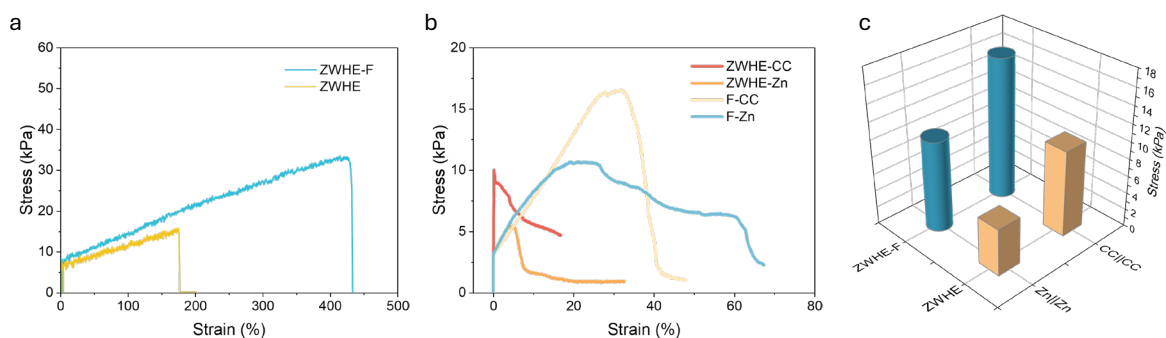 a
60
50
40
30
20
10
0
0 100 200 300 400 500
Stress (kPa)
Strain (%)
ZWHE-F
ZWHE
b
20
15
10
5
0
0 20 40 60 80
Stress (kPa)
Strain (%)
ZWHE-CC
ZWHE-Zn
F-CC
F-Zn
c
18
16
14
12
10
8
6
4
2
0
Stress (kPa)
ZWHE-F
ZWHE
CC||CC
Zn||Zn